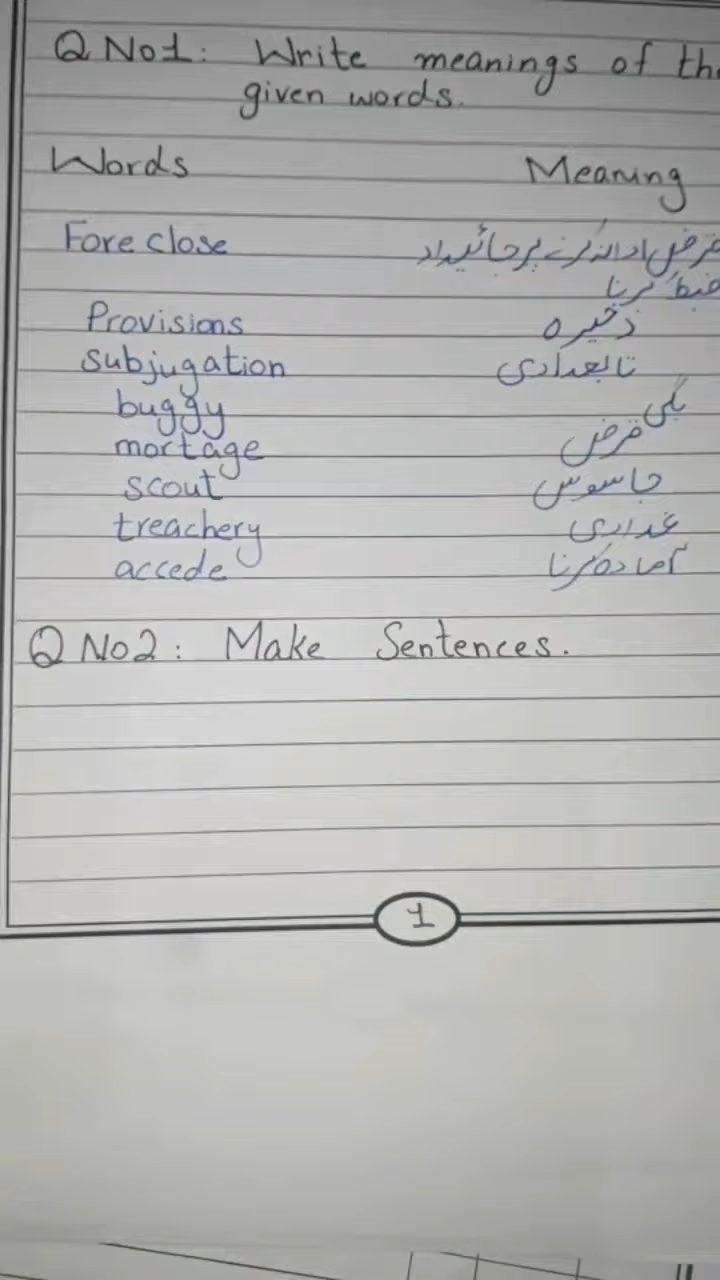 Q No1: Write meanings of the
given words.
Words Meaning
Fore close قرض ادا نہ کرنے پر جائیداد
ضبط کرنا
Provisions ذخیرہ
subjugation تابعداری
buggy بگی
mortage قرض
scout جاسوس
treachery غداری
accede آمادہ کرنا
Q No2: Make Sentences.
1